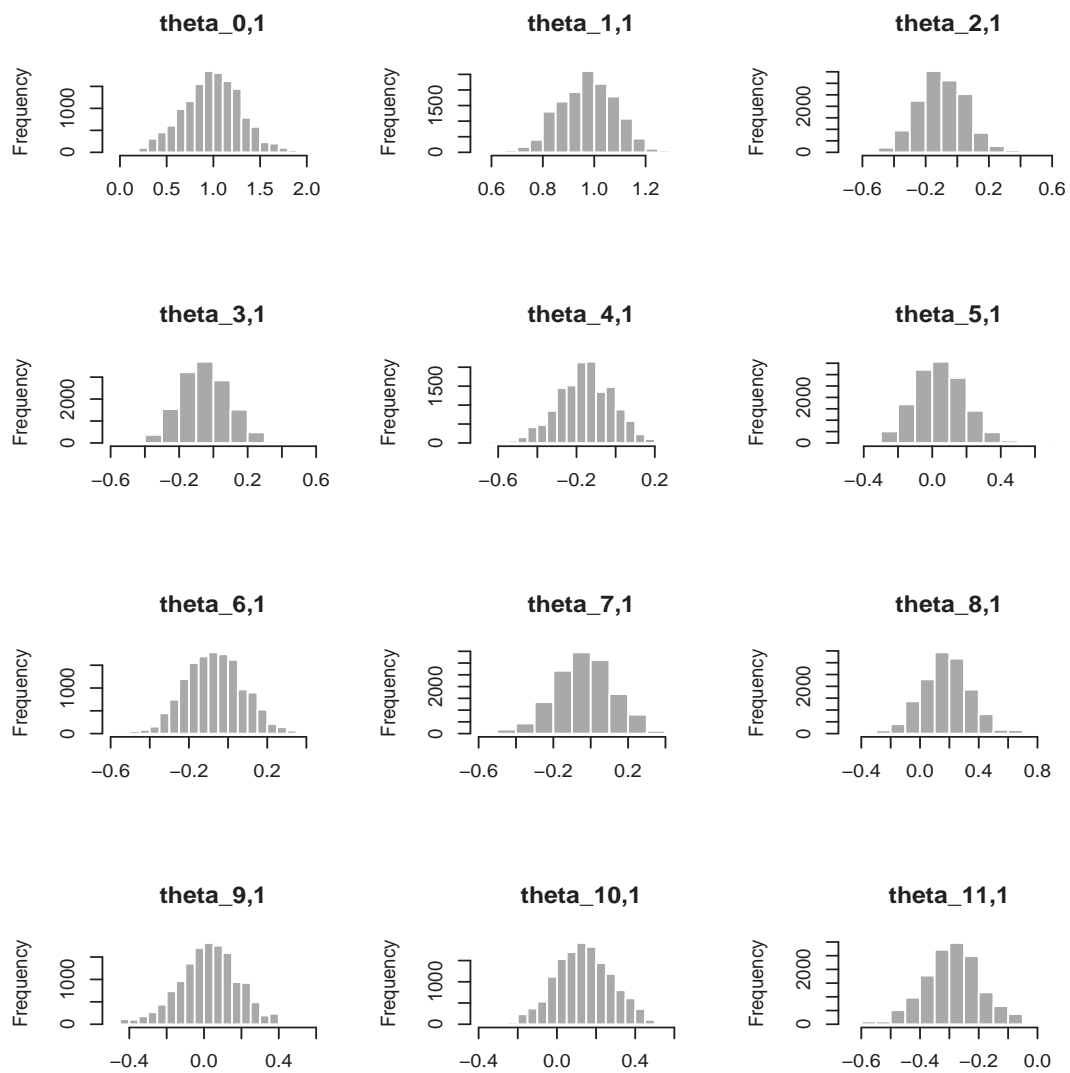 theta_0,1
Frequency
0 1000
0.0 0.5 1.0 1.5 2.0
theta_1,1
Frequency
0 1500
0.6 0.8 1.0 1.2
theta_2,1
Frequency
0 2000
−0.6 −0.2 0.2 0.6
theta_3,1
Frequency
0 2000
−0.6 −0.2 0.2 0.6
theta_4,1
Frequency
0 1500
−0.6 −0.2 0.2
theta_5,1
Frequency
0 2000
−0.4 0.0 0.4
theta_6,1
Frequency
0 1000
−0.6 −0.2 0.2
theta_7,1
Frequency
0 2000
−0.6 −0.2 0.2
theta_8,1
Frequency
0 2000
−0.4 0.0 0.4 0.8
theta_9,1
Frequency
0 1000
−0.4 0.0 0.4
theta_10,1
Frequency
0 1000
−0.4 0.0 0.4
theta_11,1
Frequency
0 2000
−0.6 −0.4 −0.2 0.0